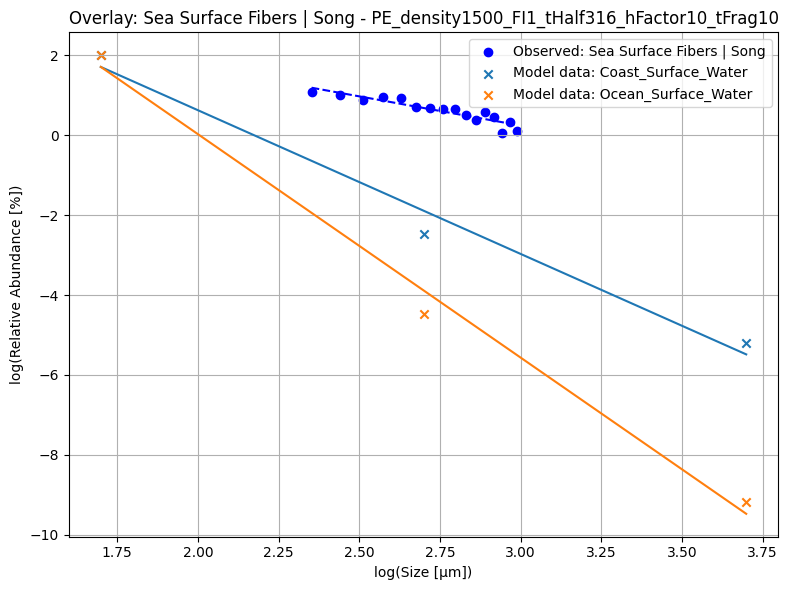 Overlay: Sea Surface Fibers | Song - PE_density1500_FI1_tHalf316_hFactor10_tFrag10
Observed: Sea Surface Fibers | Song
Model data: Coast_Surface_Water
Model data: Ocean_Surface_Water
log(Relative Abundance [%])
2
0
−2
−4
−6
−8
−10
1.75
2.00
2.25
2.50
2.75
3.00
3.25
3.50
3.75
log(Size [μm])